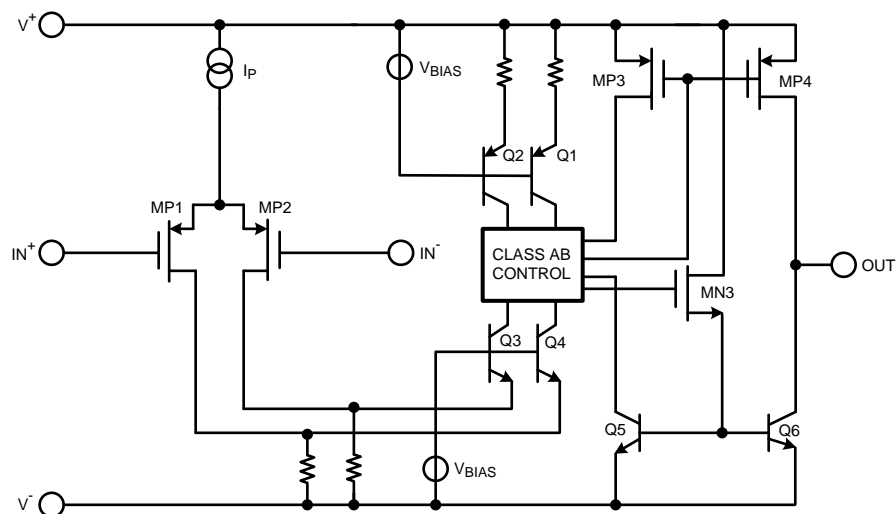 V+
IP
VBIAS
MP3
MP4
Q2
Q1
MP1
MP2
IN+
IN-
CLASS AB
CONTROL
OUT
MN3
Q3
Q4
Q5
Q6
VBIAS
V-